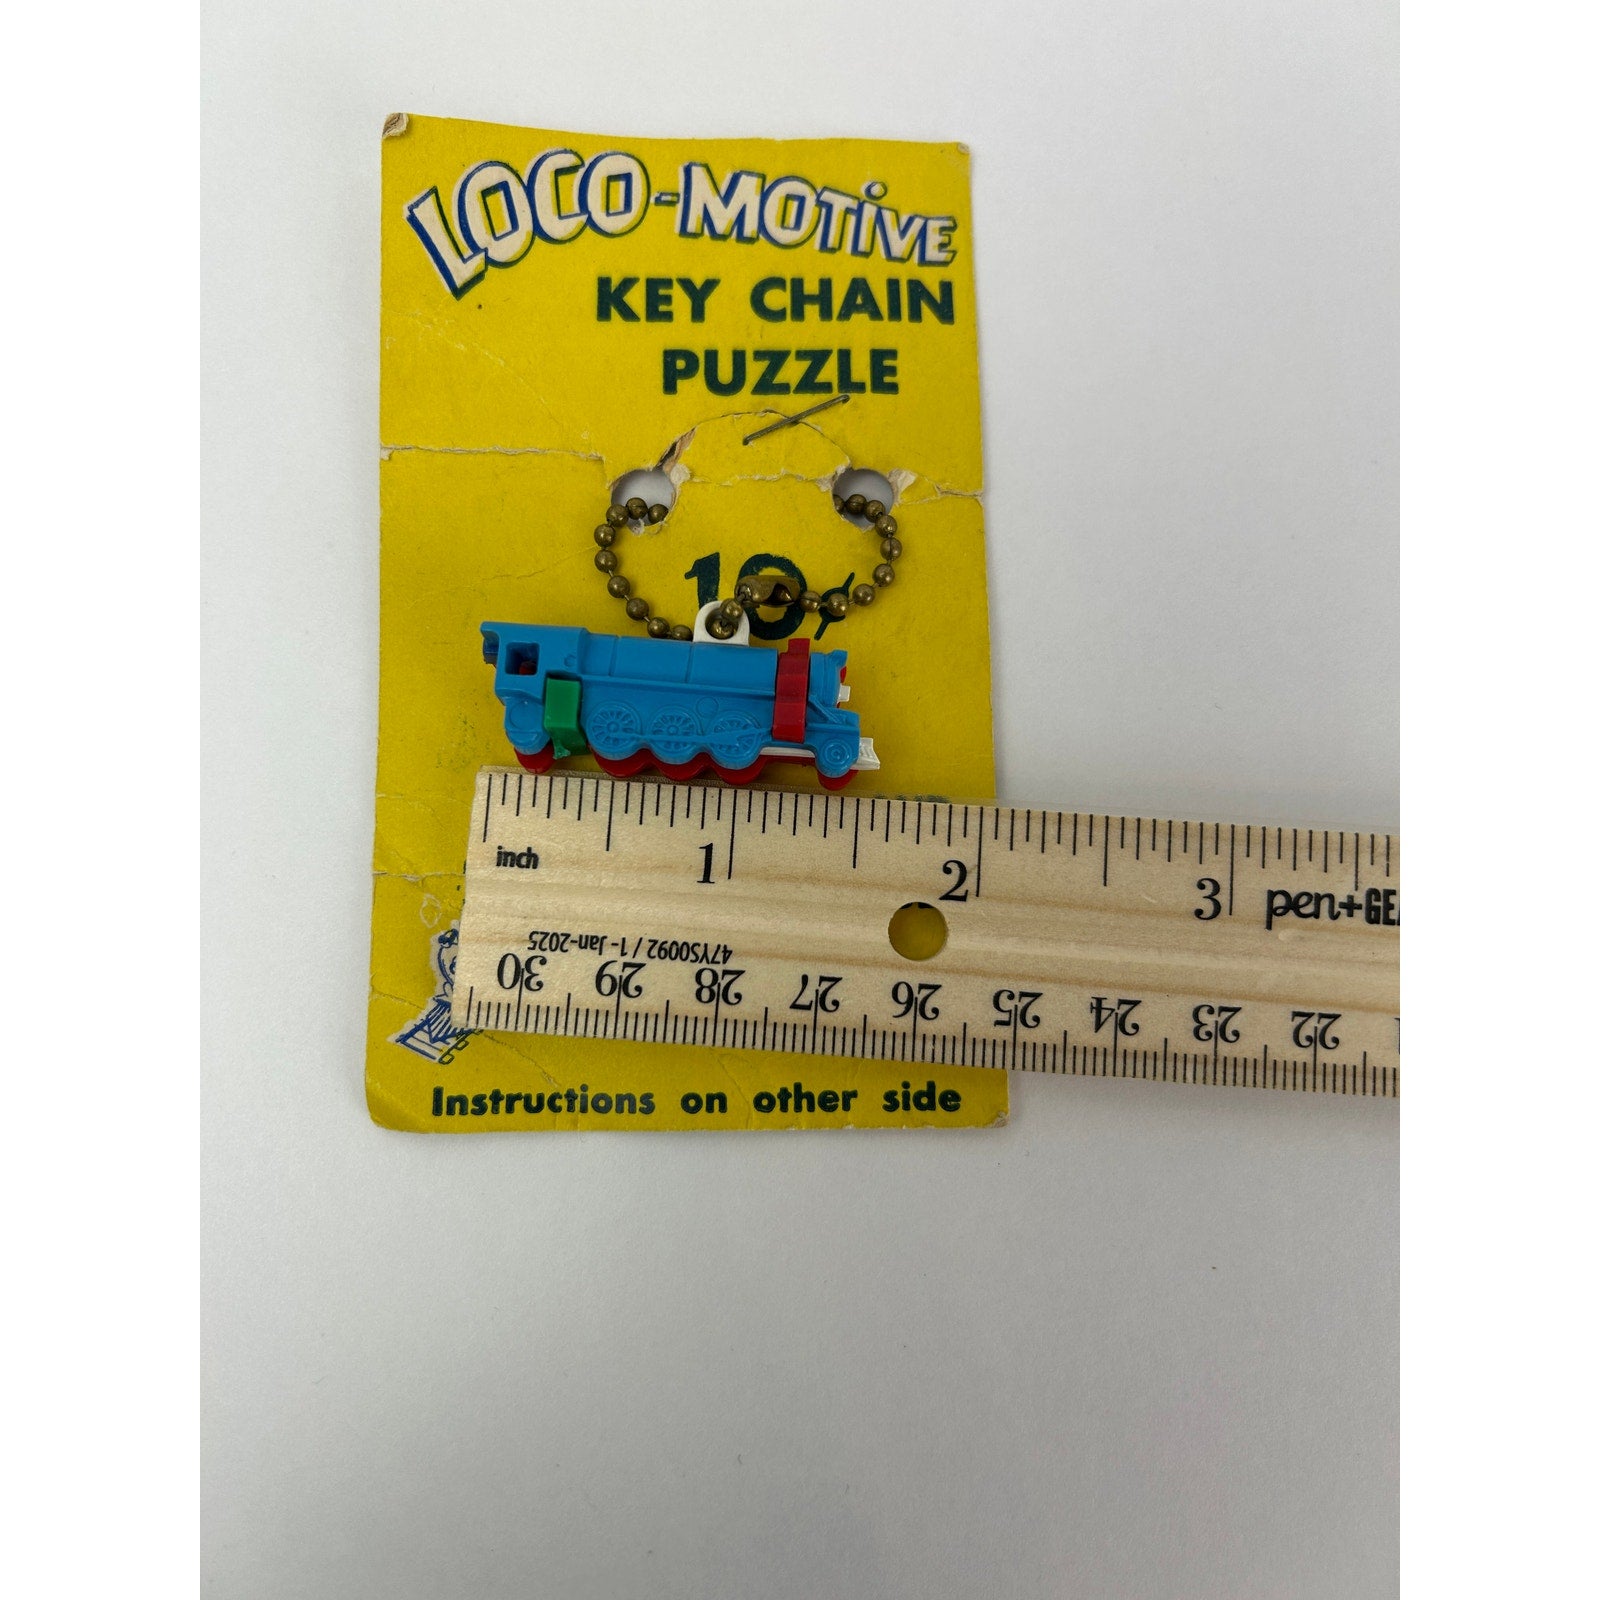 LOCO-MOTiVE
KEY CHAIN
PUZZLE
10¢
inch 1 2 3 pen+GE
47YS0092 / 1-Jan-2025
30 29 28 27 26 25 24 23 22
Instructions on other side